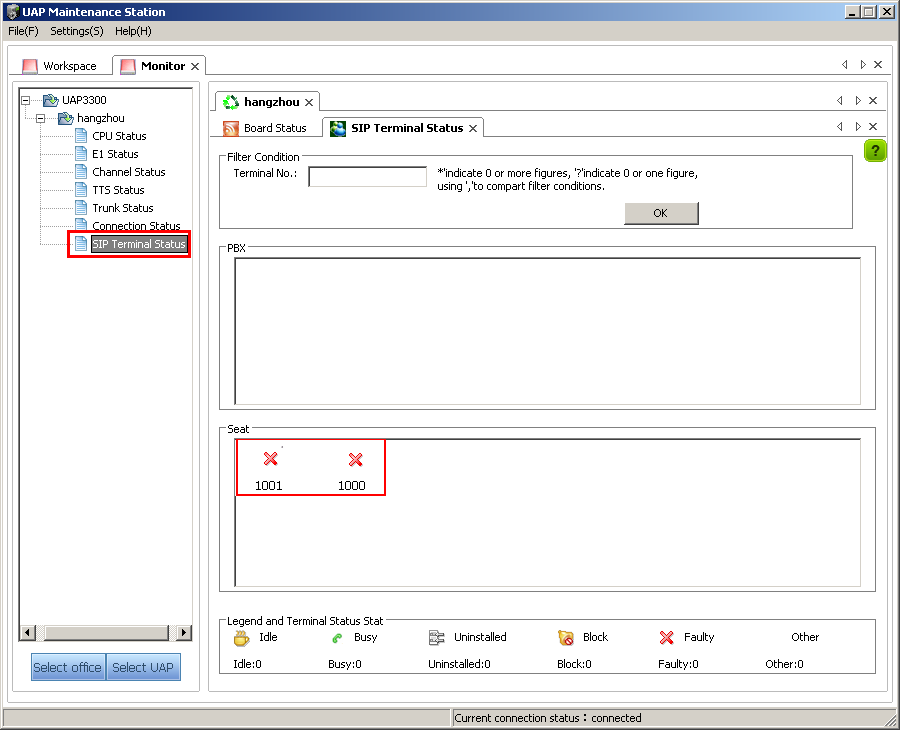 UAP Maintenance Station
File(F) Settings(S) Help(H)
Workspace Monitor
UAP3300
hangzhou
CPU Status
E1 Status
Channel Status
TTS Status
Trunk Status
Connection Status
SIP Terminal Status
Select office Select UAP
hangzhou
Board Status SIP Terminal Status
?
Filter Condition
Terminal No.: *'indicate 0 or more figures, '?'indicate 0 or one figure,
using ','to compart filter conditions.
OK
PBX
Seat
1001 1000
Legend and Terminal Status Stat
Idle Busy Uninstalled Block Faulty Other
Idle:0 Busy:0 Uninstalled:0 Block:0 Faulty:0 Other:0
Current connection status：connected